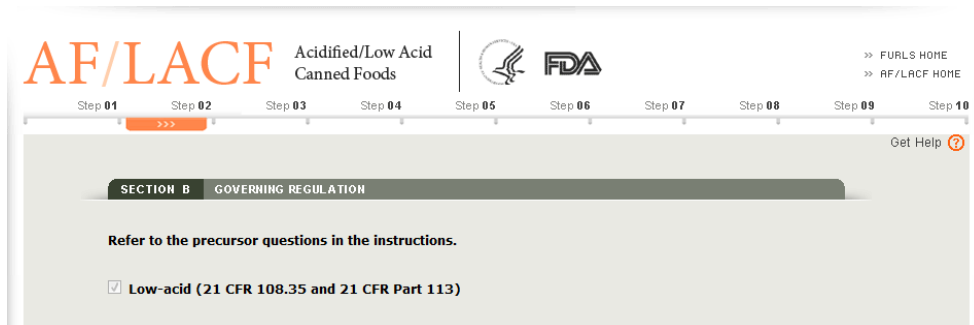 AF/LACF Acidified/Low Acid
Canned Foods
FDA
>> FURLS HOME
>> AF/LACF HOME
Step 01 Step 02 Step 03 Step 04 Step 05 Step 06 Step 07 Step 08 Step 09 Step 10
>>>
Get Help ?
SECTION B GOVERNING REGULATION
Refer to the precursor questions in the instructions.
Low-acid (21 CFR 108.35 and 21 CFR Part 113)